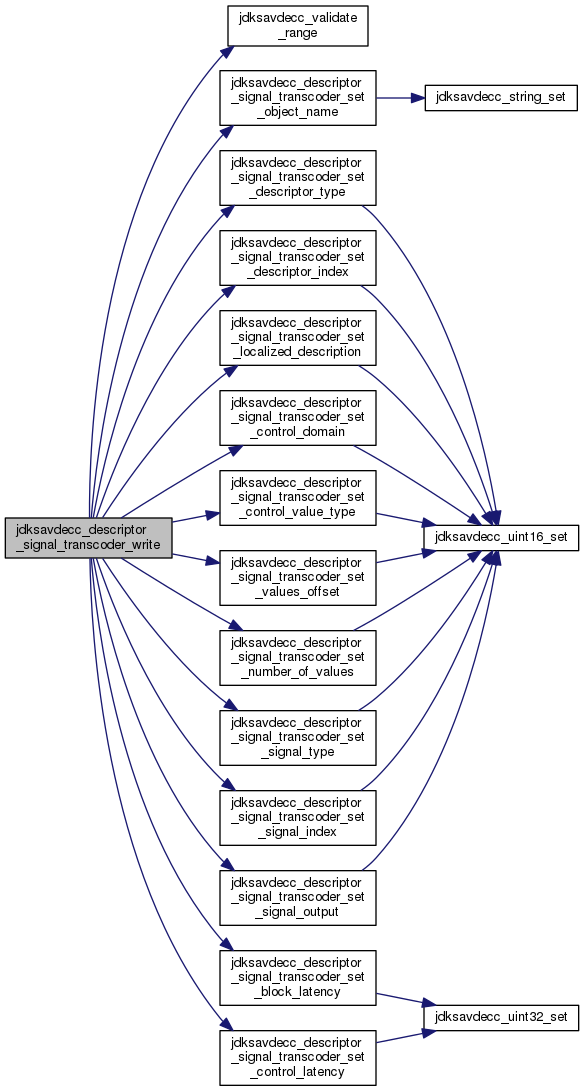 jdksavdecc_validate
_range
jdksavdecc_descriptor
_signal_transcoder_set
_object_name
jdksavdecc_string_set
jdksavdecc_descriptor
_signal_transcoder_set
_descriptor_type
jdksavdecc_descriptor
_signal_transcoder_set
_descriptor_index
jdksavdecc_descriptor
_signal_transcoder_set
_localized_description
jdksavdecc_descriptor
_signal_transcoder_set
_control_domain
jdksavdecc_descriptor
_signal_transcoder_set
_control_value_type
jdksavdecc_descriptor
_signal_transcoder_write
jdksavdecc_uint16_set
jdksavdecc_descriptor
_signal_transcoder_set
_values_offset
jdksavdecc_descriptor
_signal_transcoder_set
_number_of_values
jdksavdecc_descriptor
_signal_transcoder_set
_signal_type
jdksavdecc_descriptor
_signal_transcoder_set
_signal_index
jdksavdecc_descriptor
_signal_transcoder_set
_signal_output
jdksavdecc_descriptor
_signal_transcoder_set
_block_latency
jdksavdecc_uint32_set
jdksavdecc_descriptor
_signal_transcoder_set
_control_latency